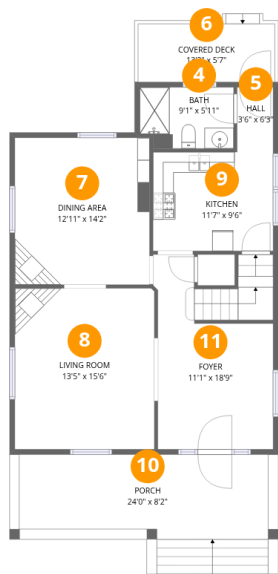 6
COVERED DECK
4
5
BATH
9'1" x 5'11"
HALL
3'6" x 6'3"
7
9
DINING AREA
12'11" x 14'2"
KITCHEN
11'7" x 9'6"
8
11
LIVING ROOM
13'5" x 15'6"
FOYER
11'1" x 18'9"
10
PORCH
24'0" x 8'2"